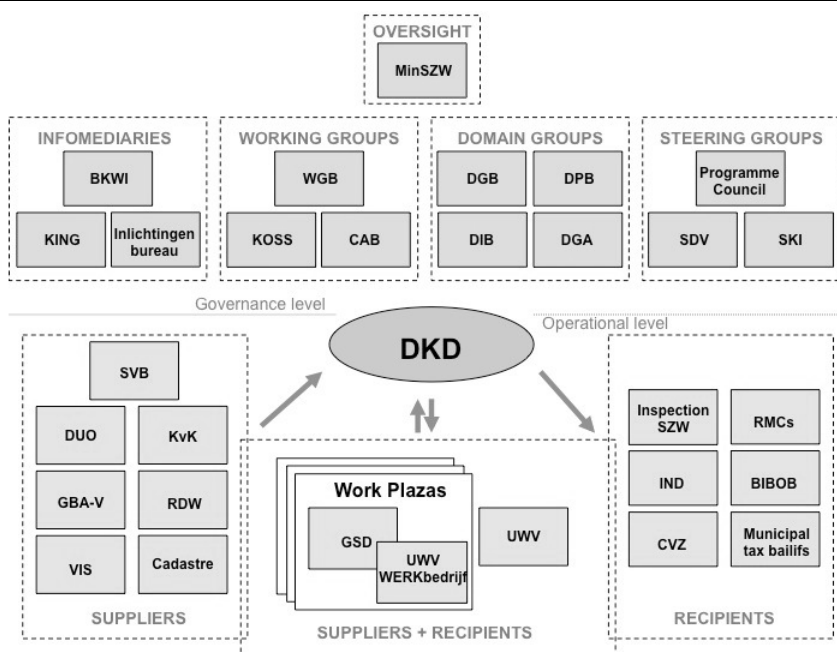 OVERSIGHT
MinSZW
INFOMEDIARIES
BKWI
KING
Inlichtingen
bureau
WORKING GROUPS
WGB
KOSS
CAB
DOMAIN GROUPS
DGB
DPB
DIB
DGA
STEERING GROUPS
Programme
Council
SDV
SKI
Governance level
Operational level
DKD
SVB
DUO
KvK
GBA-V
RDW
VIS
Cadastre
SUPPLIERS
Work Plazas
GSD
UWV
WERKbedrijf
UWV
SUPPLIERS + RECIPIENTS
Inspection
SZW
RMCs
IND
BIBOB
CVZ
Municipal
tax bailifs
RECIPIENTS